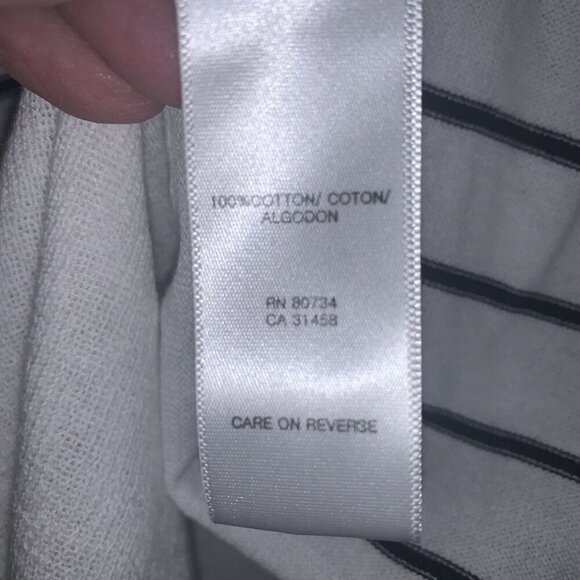 100%COTTON/ COTON/
ALGODON
RN 80734
CA 31458
CARE ON REVERSE